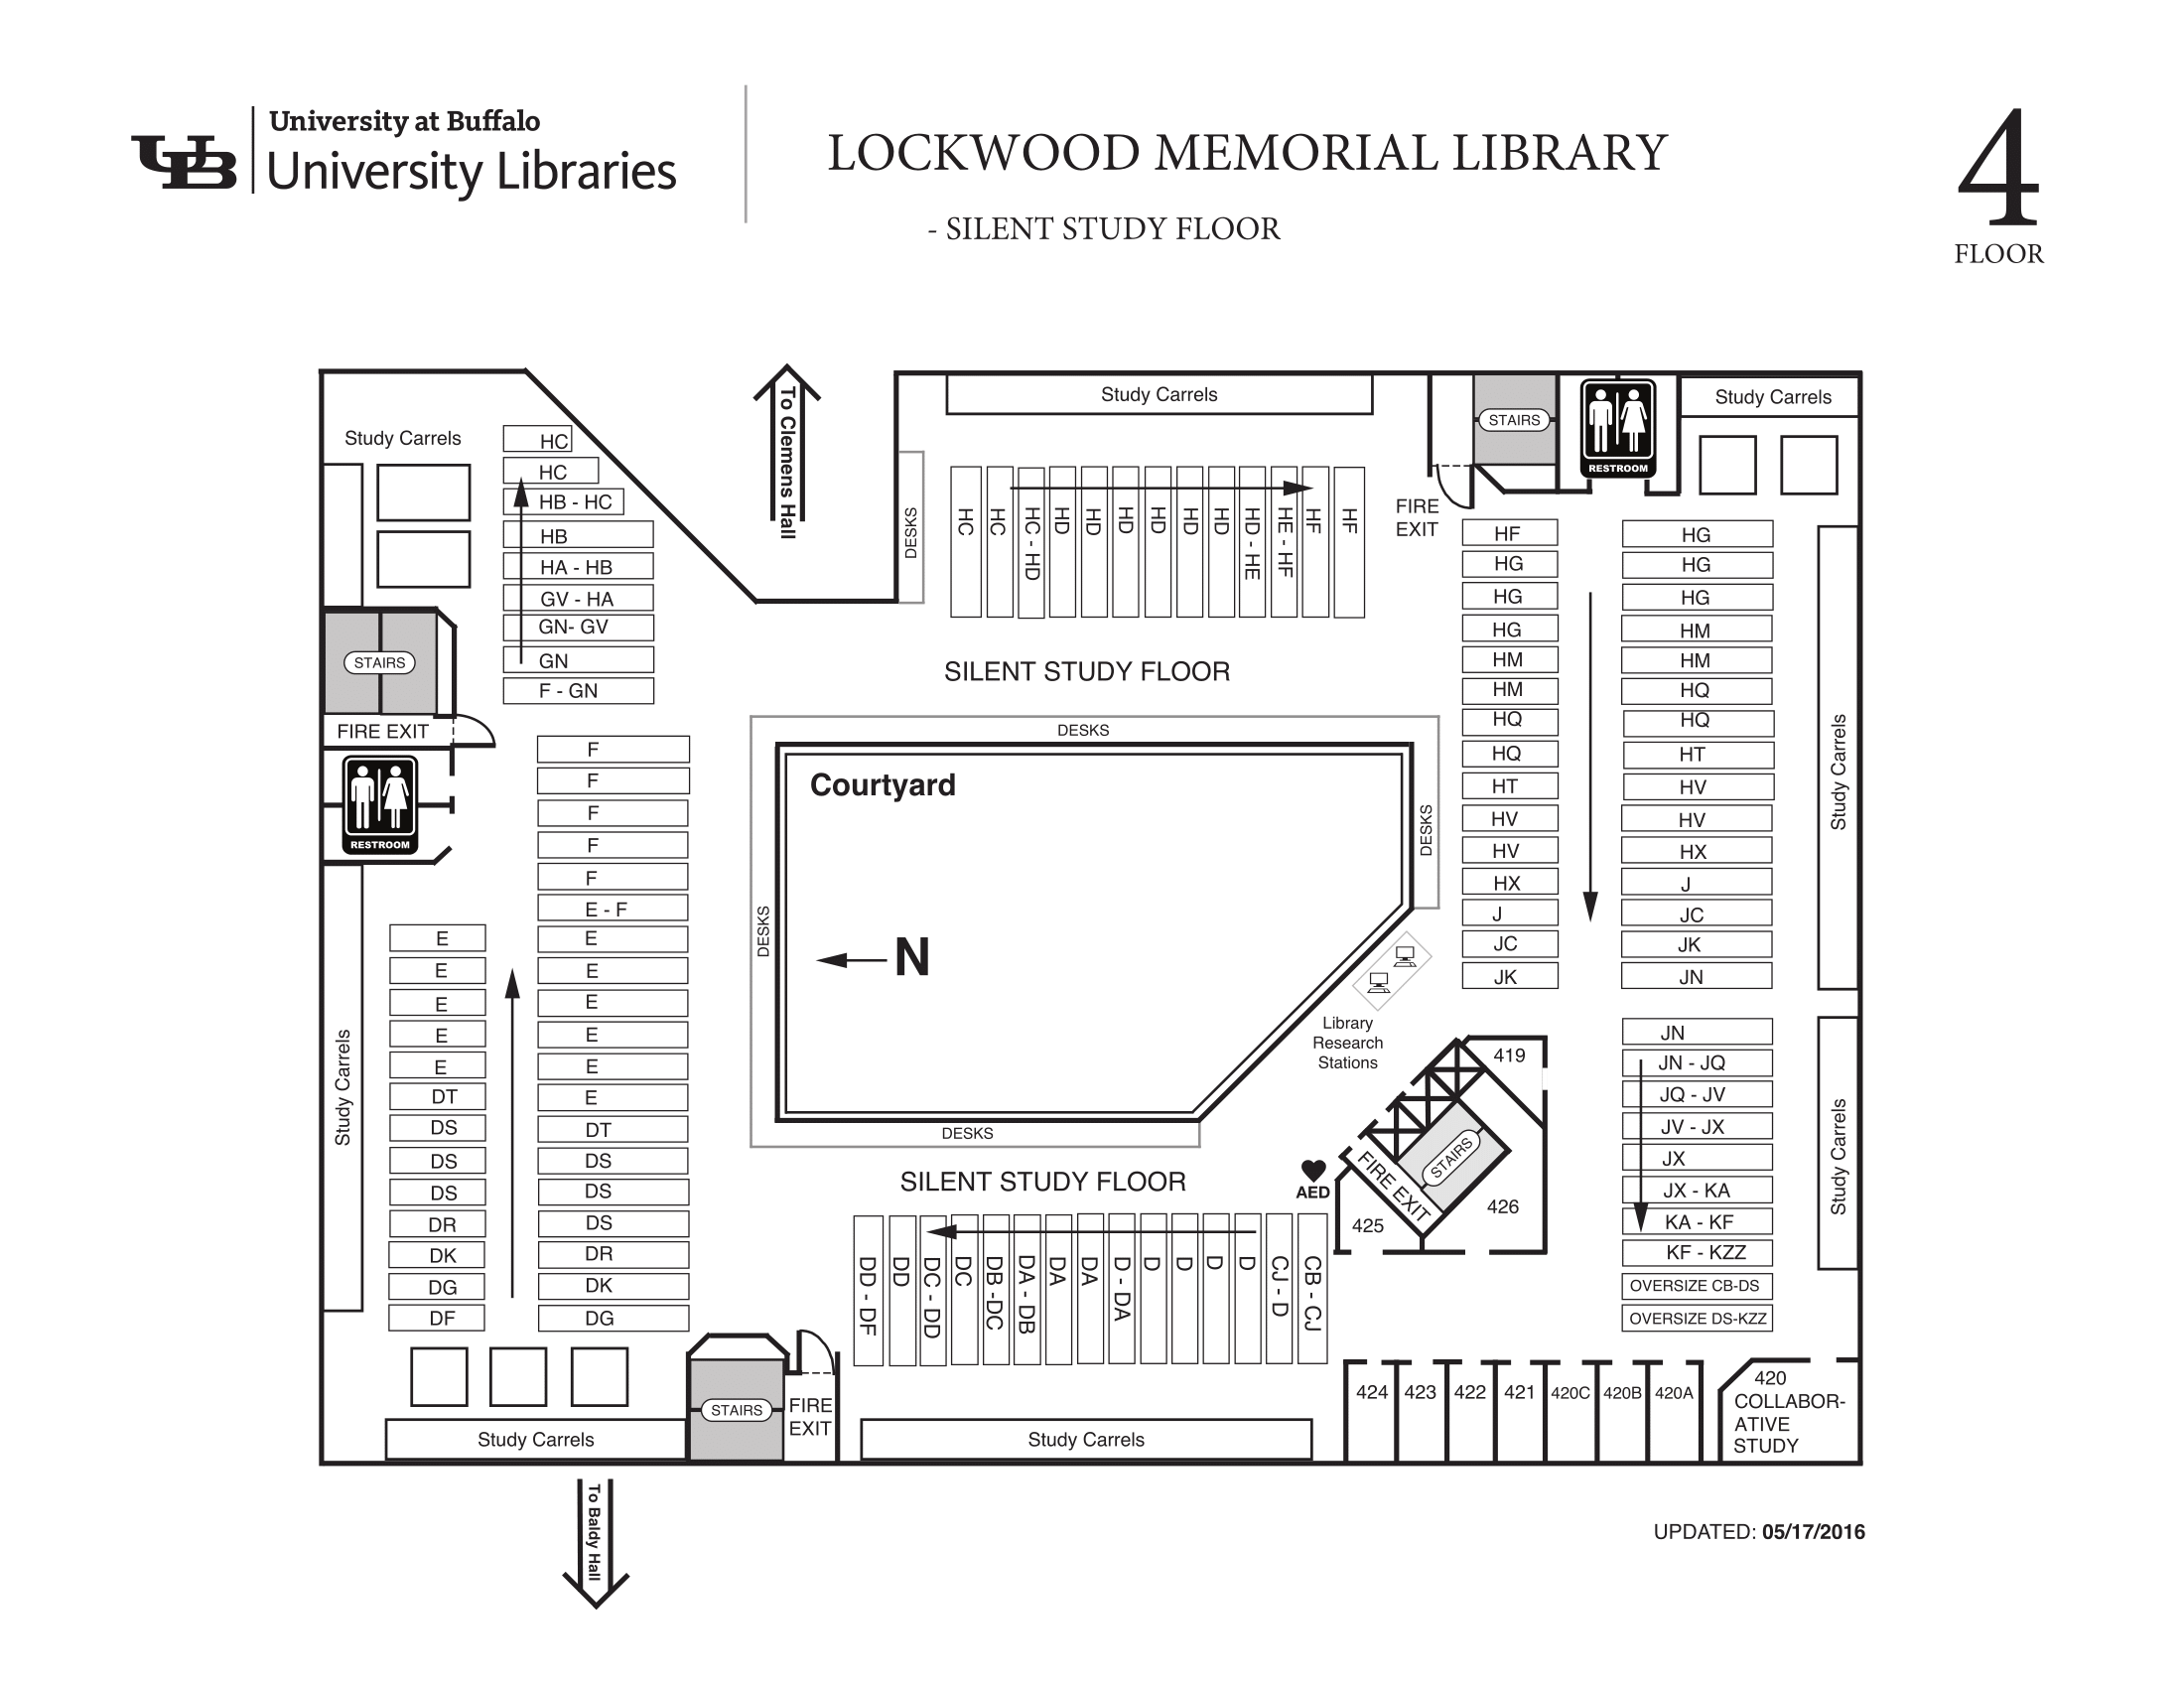 University at Buffalo
University Libraries
LOCKWOOD MEMORIAL LIBRARY
- SILENT STUDY FLOOR
4
FLOOR
To Clemens Hall
Study Carrels
Study Carrels
Study Carrels
STAIRS
RESTROOM
FIRE
EXIT
DESKS
HC
HC
HB - HC
HB
HA - HB
GV - HA
GN- GV
GN
F - GN
STAIRS
FIRE EXIT
RESTROOM
HC
HC
HC - HD
HD
HD
HD
HD
HD
HD
HD - HE
HE - HF
HF
HF
SILENT STUDY FLOOR
HF
HG
HG
HG
HM
HM
HQ
HQ
HT
HV
HV
HX
J
JC
JK
HG
HG
HG
HM
HM
HQ
HQ
HT
HV
HV
HX
J
JC
JK
JN
Study Carrels
F
F
F
F
F
E - F
E
E
E
E
E
E
DT
DS
DS
DS
DR
DK
DG
E
E
E
E
E
DT
DS
DS
DS
DR
DK
DG
DF
Study Carrels
DESKS
DESKS
DESKS
DESKS
Courtyard
N
Library
Research
Stations
SILENT STUDY FLOOR
AED
419
STAIRS
FIRE EXIT
425
426
JN
JN - JQ
JQ - JV
JV - JX
JX
JX - KA
KA - KF
KF - KZZ
OVERSIZE CB-DS
OVERSIZE DS-KZZ
Study Carrels
DD - DF
DD
DC - DD
DC
DB -DC
DA - DB
DA
DA
D - DA
D
D
D
D
CJ - D
CB - CJ
STAIRS
FIRE
EXIT
Study Carrels
Study Carrels
424
423
422
421
420C
420B
420A
420
COLLABOR-
ATIVE
STUDY
To Baldy Hall
UPDATED: 05/17/2016